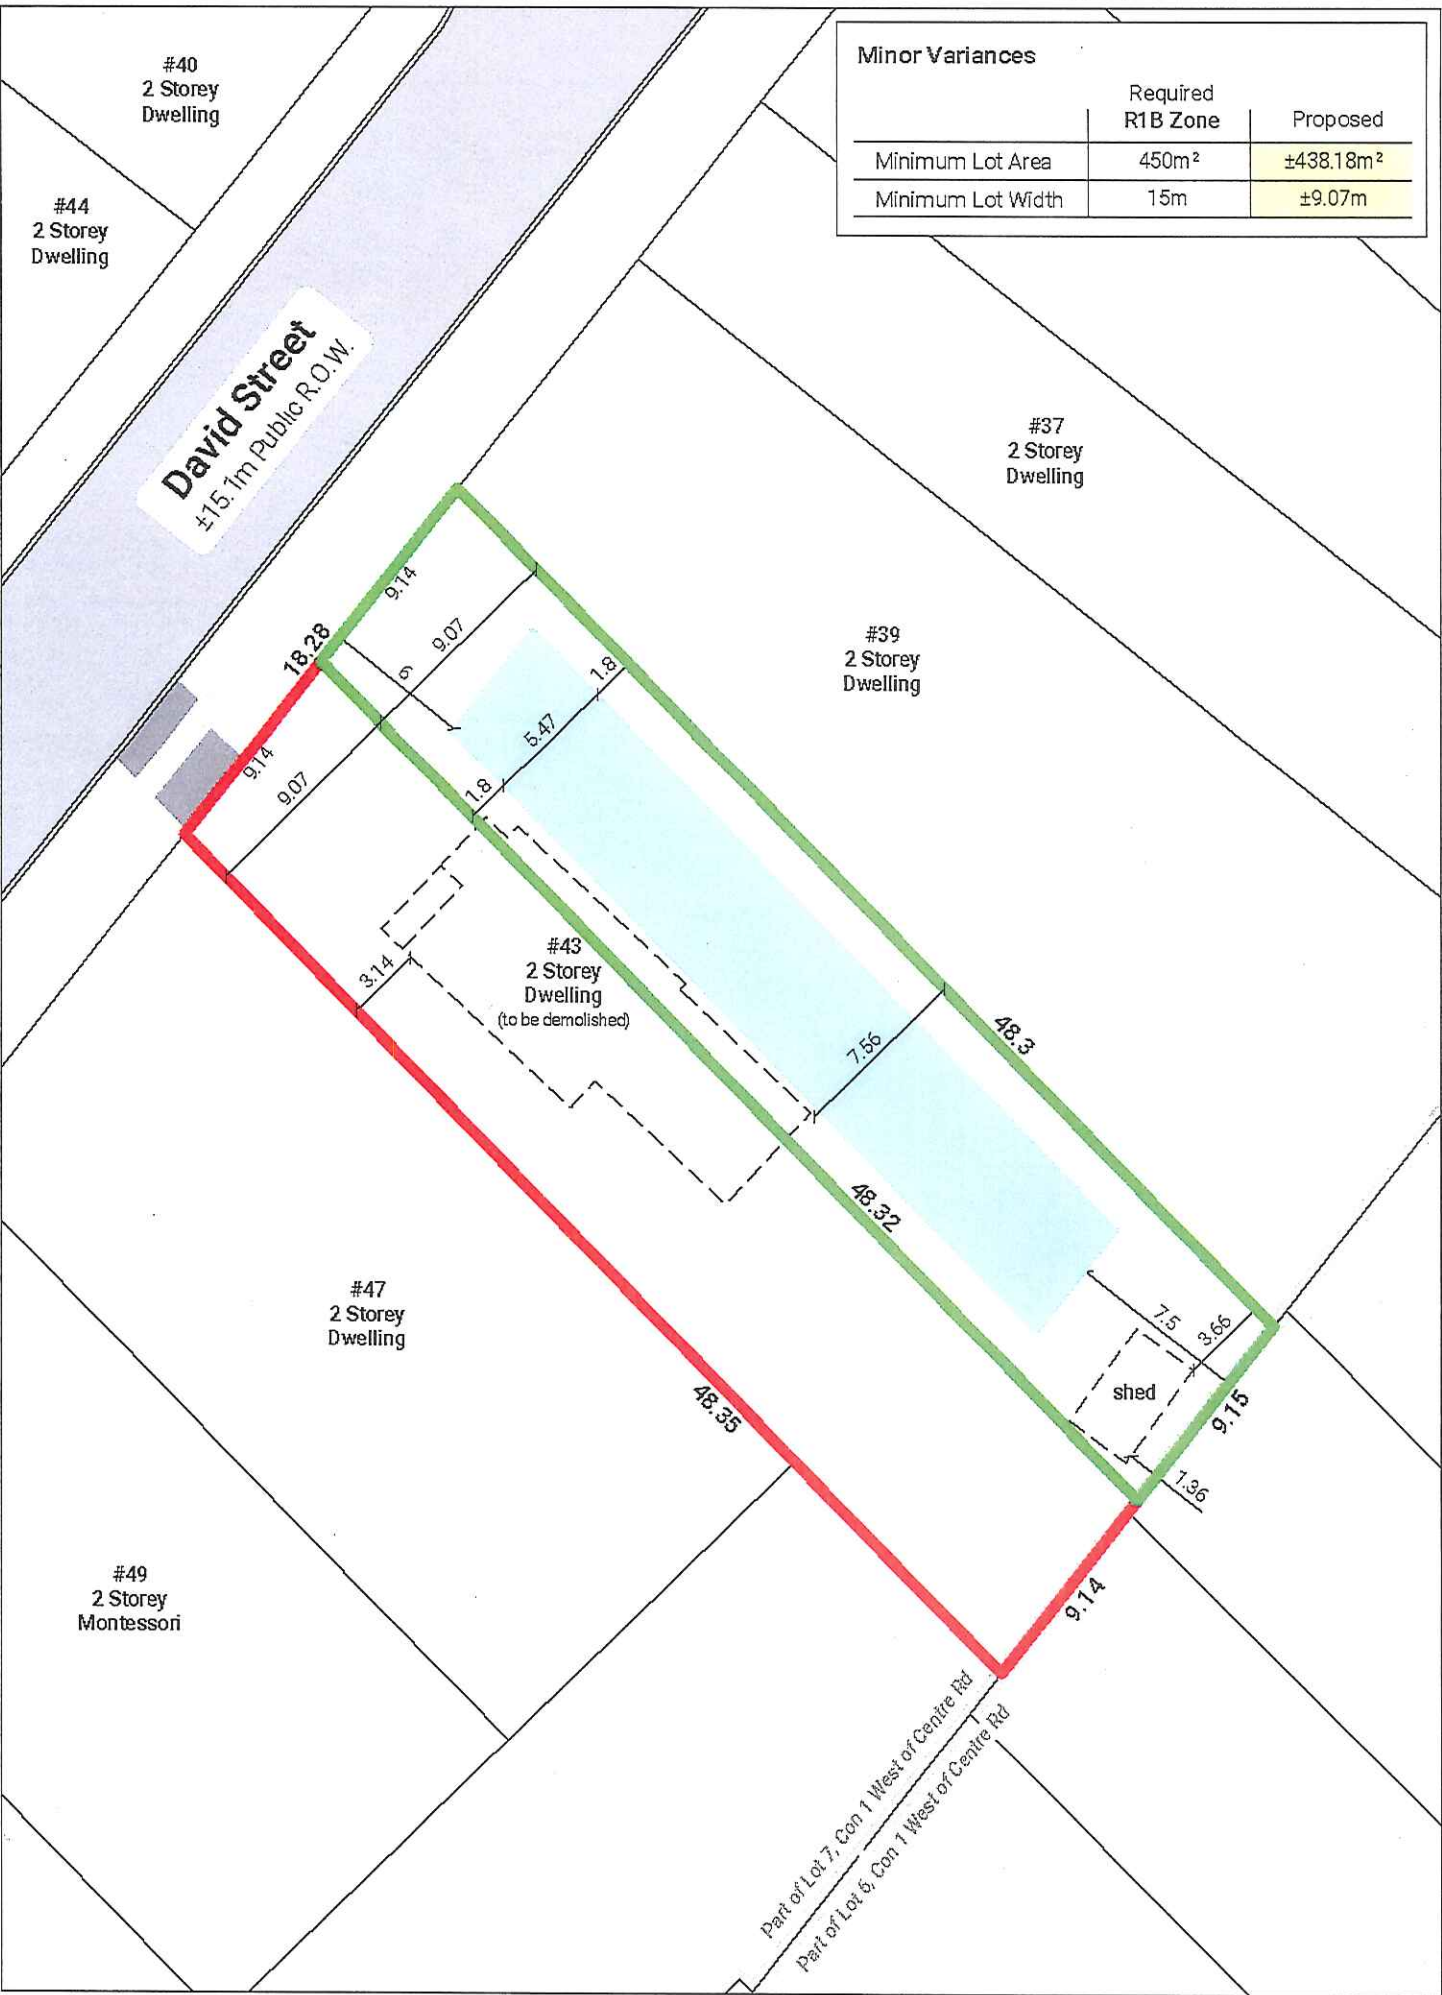 Minor Variances
Required
R1B Zone
Proposed
Minimum Lot Area
450m²
±438.18m²
Minimum Lot Width
15m
±9.07m
#40
2 Storey
Dwelling
#44
2 Storey
Dwelling
David Street
±15.1m Public R.O.W.
#37
2 Storey
Dwelling
#39
2 Storey
Dwelling
18.28
9.14
9.07
6
9.14
9.07
1.8
5.47
1.8
3.14
#43
2 Storey
Dwelling
(to be demolished)
7.56
48.3
48.32
#47
2 Storey
Dwelling
48.35
7.5
3.66
shed
9.15
1.36
9.14
#49
2 Storey
Montessori
Part of Lot 7, Con 1 West of Centre Rd
Part of Lot 6, Con 1 West of Centre Rd